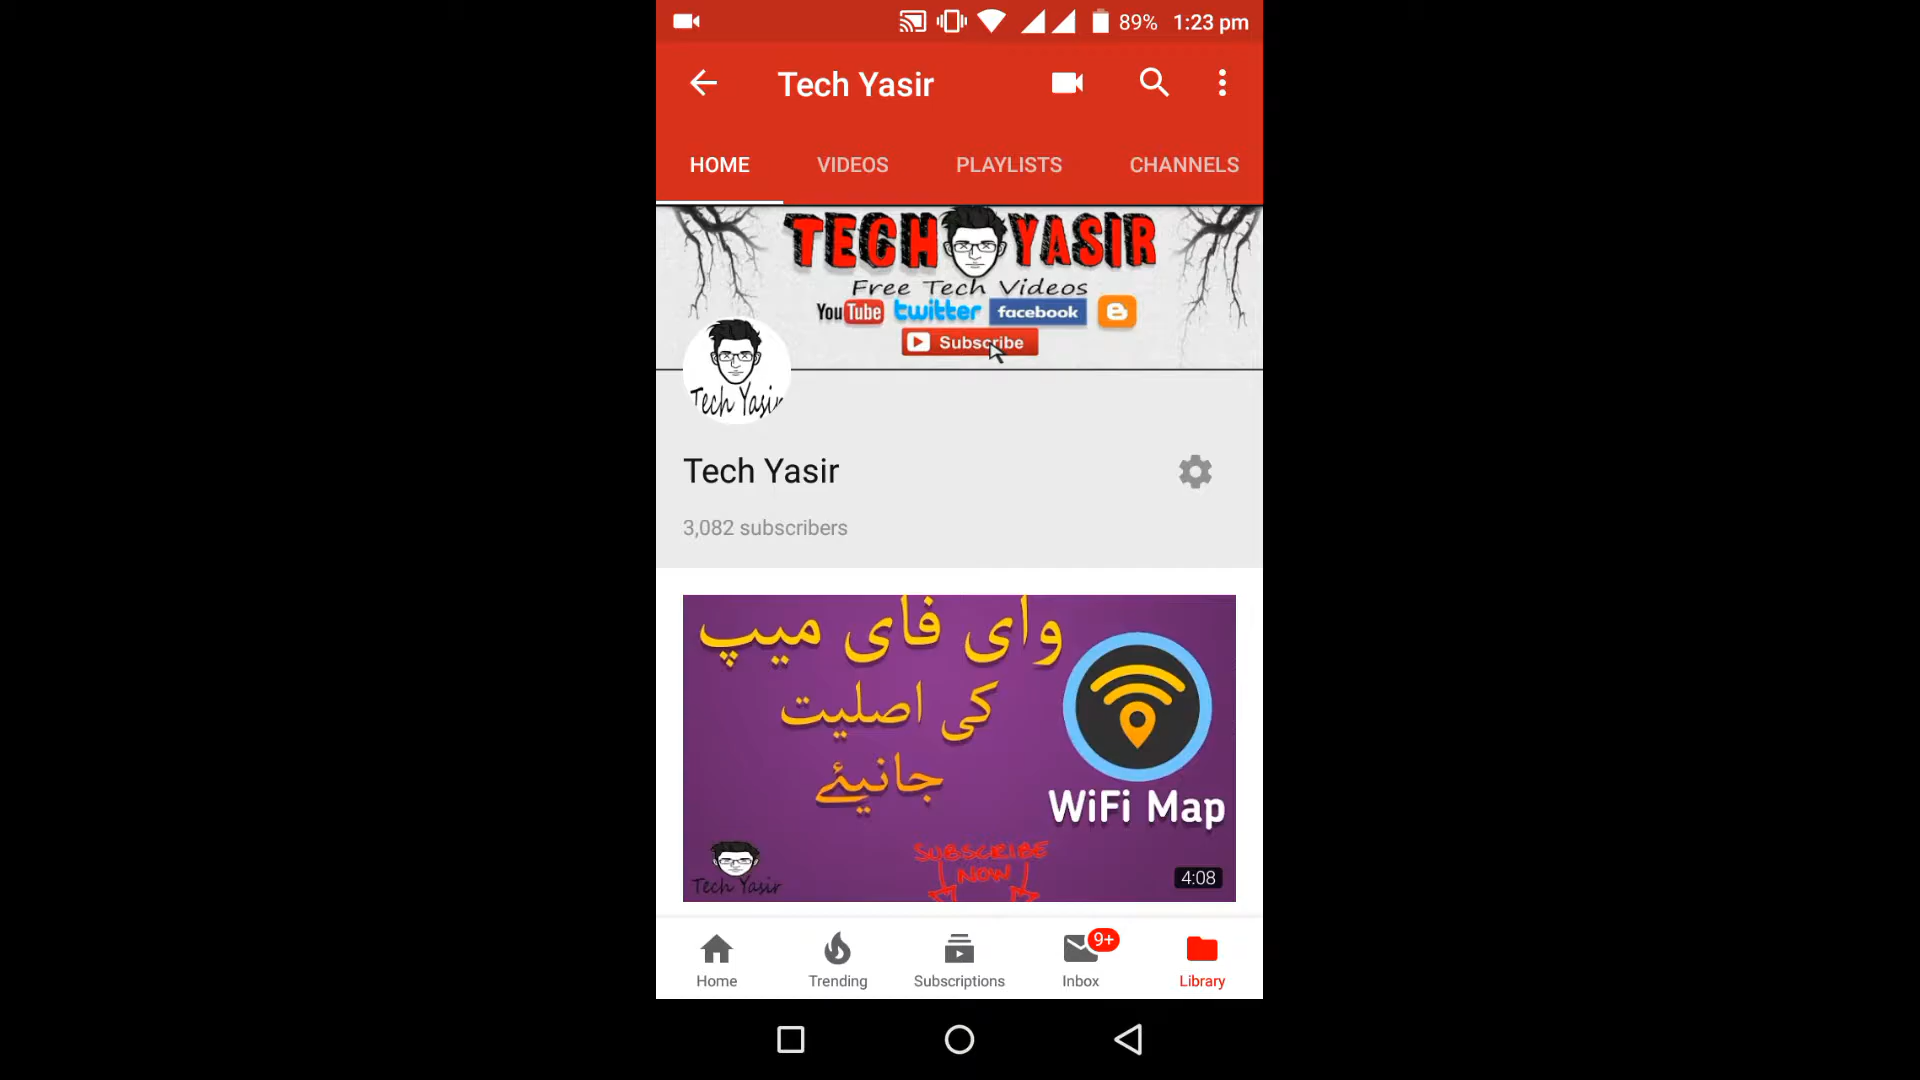 89% 1:23 pm
Tech Yasir
HOME VIDEOS PLAYLISTS CHANNELS
TECH YASIR
Free Tech Videos
YouTube twitter facebook
Subscribe
Tech Yasir
Tech Yasir
3,082 subscribers
وای فای میپ
کی اصلیت
جانیئے
WiFi Map
SUBSCRIBE
NOW
Tech Yasir
4:08
9+
Home Trending Subscriptions Inbox Library